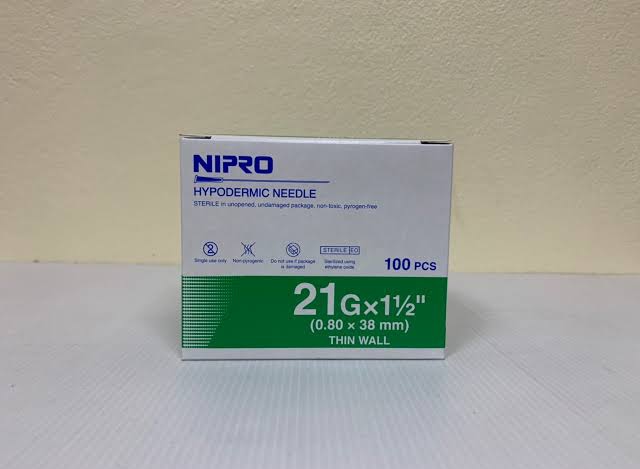 NIPRO
HYPODERMIC NEEDLE
STERILE in unopened, undamaged package, non-toxic, pyrogen-free
2
STERILE EO
Single use only
Non-pyrogenic
Do not use if package
is damaged
Sterilized using
ethylene oxide
100 PCS
21G×1½"
(0.80 × 38 mm)
THIN WALL